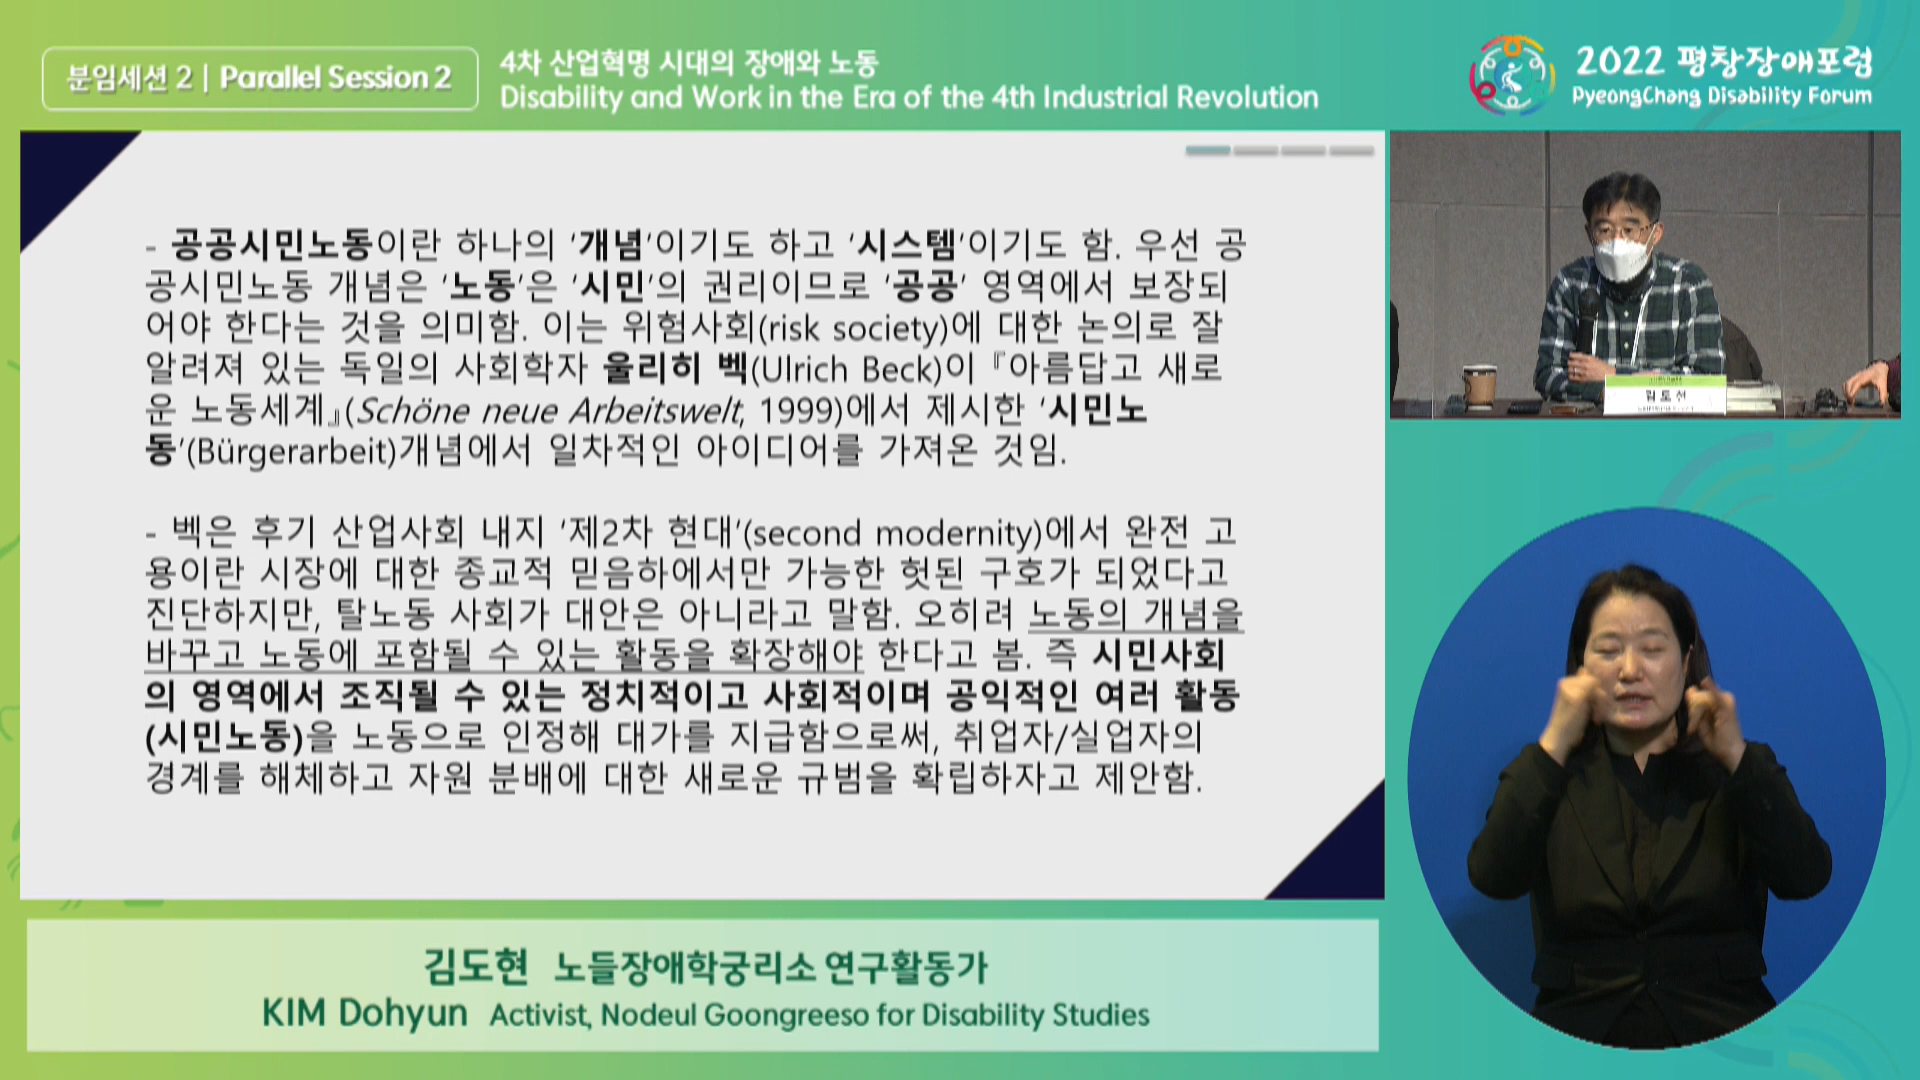 분임세션 2 | Parallel Session 2
4차 산업혁명 시대의 장애와 노동
Disability and Work in the Era of the 4th Industrial Revolution
2022 평창장애포럼
PyeongChang Disability Forum
- 공공시민노동이란 하나의 ‘개념’이기도 하고 ‘시스템’이기도 함. 우선 공
공시민노동 개념은 ‘노동’은 ‘시민’의 권리이므로 ‘공공’ 영역에서 보장되
어야 한다는 것을 의미함. 이는 위험사회(risk society)에 대한 논의로 잘
알려져 있는 독일의 사회학자 울리히 벡(Ulrich Beck)이 『아름답고 새로
운 노동세계』(Schöne neue Arbeitswelt, 1999)에서 제시한 ‘시민노
동’(Bürgerarbeit)개념에서 일차적인 아이디어를 가져온 것임.
- 벡은 후기 산업사회 내지 ‘제2차 현대’(second modernity)에서 완전 고
용이란 시장에 대한 종교적 믿음하에서만 가능한 헛된 구호가 되었다고
진단하지만, 탈노동 사회가 대안은 아니라고 말함. 오히려 노동의 개념을
바꾸고 노동에 포함될 수 있는 활동을 확장해야 한다고 봄. 즉 시민사회
의 영역에서 조직될 수 있는 정치적이고 사회적이며 공익적인 여러 활동
(시민노동)을 노동으로 인정해 대가를 지급함으로써, 취업자/실업자의
경계를 해체하고 자원 분배에 대한 새로운 규범을 확립하자고 제안함.
김도현 노들장애학궁리소 연구활동가
KIM Dohyun Activist, Nodeul Goongreeso for Disability Studies